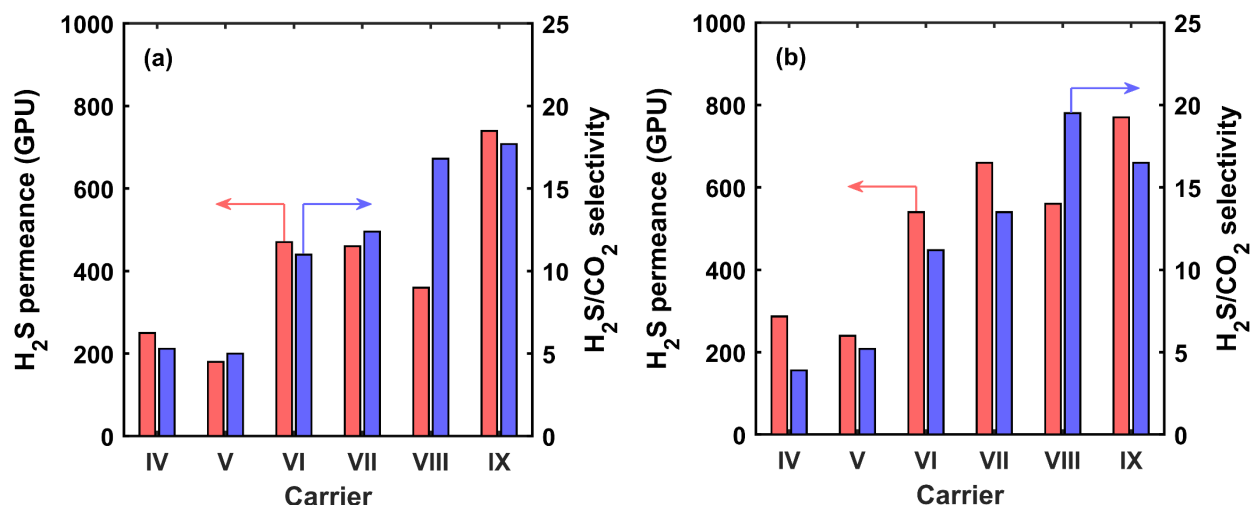 (a)
H2S permeance (GPU)
1000
800
600
400
200
0
25
20
15
10
5
0
H2S/CO2 selectivity
IV V VI VII VIII IX
Carrier
(b)
H2S permeance (GPU)
1000
800
600
400
200
0
25
20
15
10
5
0
H2S/CO2 selectivity
IV V VI VII VIII IX
Carrier